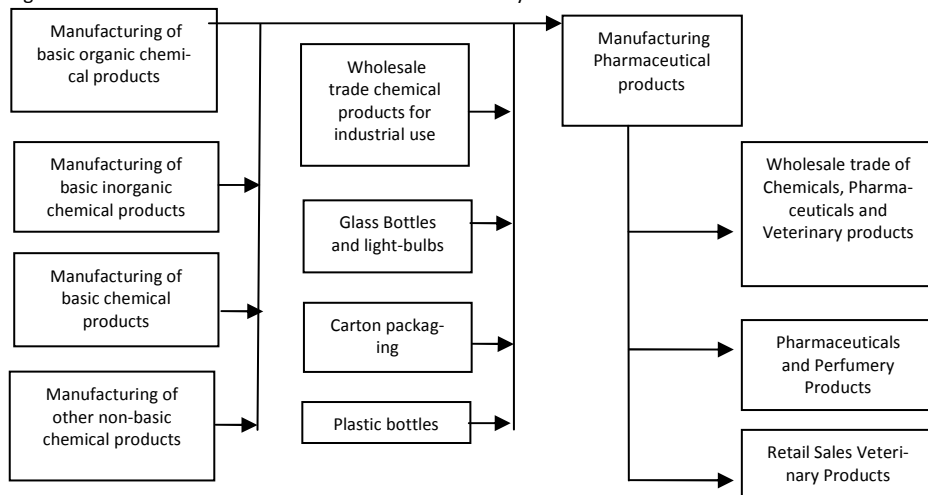 Manufacturing of
basic organic chemi-
cal products
Manufacturing of
basic inorganic
chemical products
Manufacturing of
basic chemical
products
Manufacturing of
other non-basic
chemical products
Wholesale
trade chemical
products for
industrial use
Glass Bottles
and light-bulbs
Carton packag-
ing
Plastic bottles
Manufacturing
Pharmaceutical
products
Wholesale trade of
Chemicals, Pharma-
ceuticals and
Veterinary products
Pharmaceuticals
and Perfumery
Products
Retail Sales Veteri-
nary Products